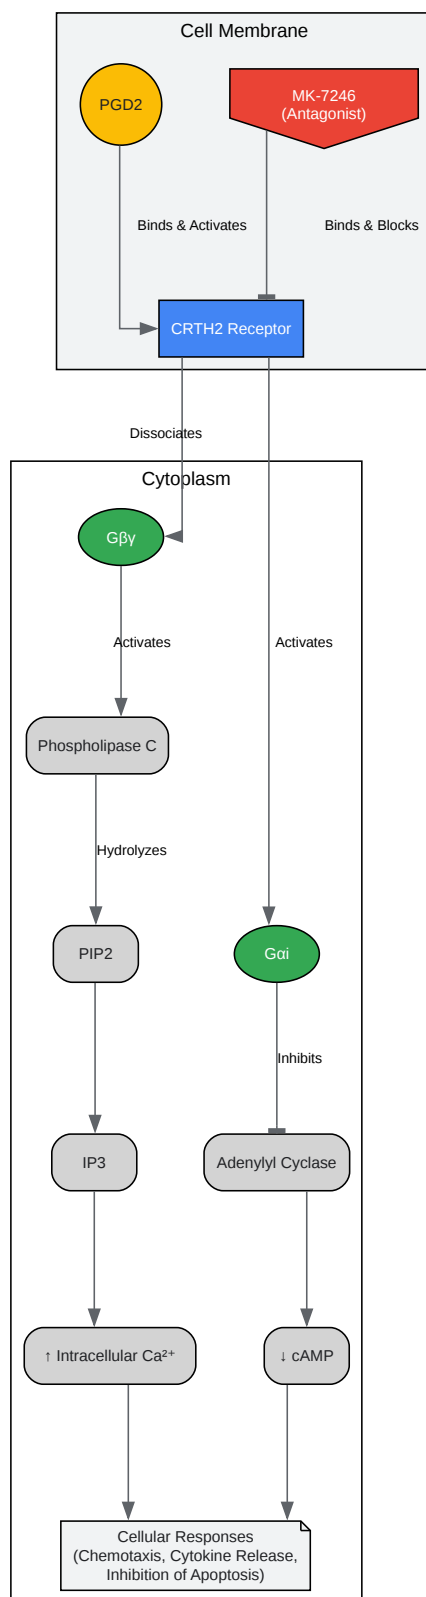 Cell Membrane
PGD2
MK-7246
(Antagonist)
Binds & Activates
Binds & Blocks
CRTH2 Receptor
Dissociates
Cytoplasm
Gβγ
Activates
Activates
Phospholipase C
Hydrolyzes
PIP2
Gαi
Inhibits
IP3
Adenylyl Cyclase
↑ Intracellular Ca²⁺
↓ cAMP
Cellular Responses
(Chemotaxis, Cytokine Release,
Inhibition of Apoptosis)